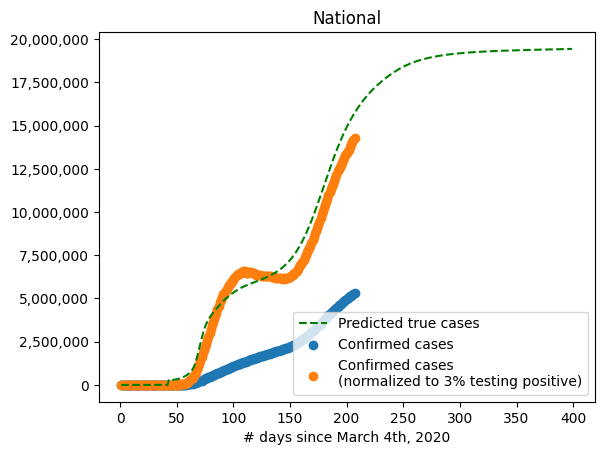 National
20,000,000
17,500,000
15,000,000
12,500,000
10,000,000
7,500,000
5,000,000
2,500,000
0
Predicted true cases
Confirmed cases
Confirmed cases
(normalized to 3% testing positive)
0 50 100 150 200 250 300 350 400
# days since March 4th, 2020